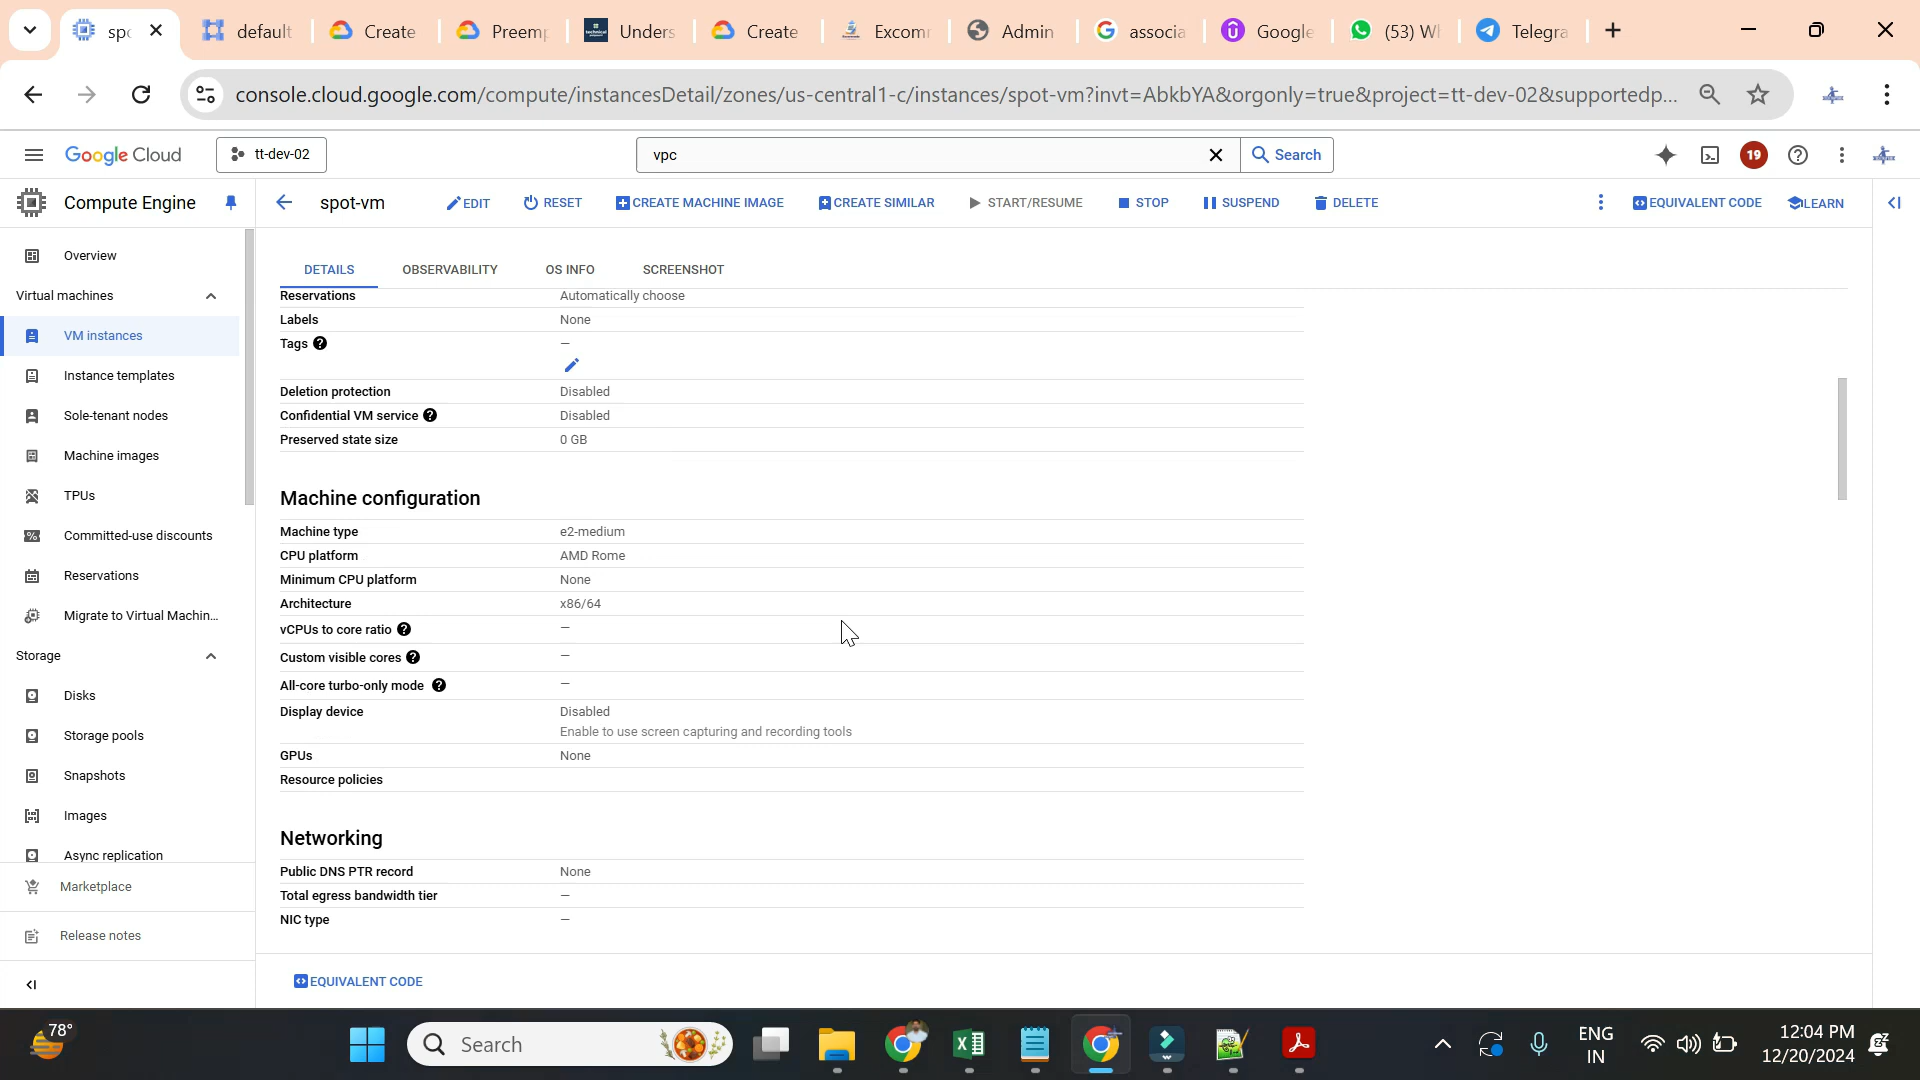 spo
default
Create
Preemp
Unders
Create
Excom
Admin
associa
Google
(53) W
Telegra
console.cloud.google.com/compute/instancesDetail/zones/us-central1-c/instances/spot-vm?invt=AbkbYA&orgonly=true&project=tt-dev-02&supportedp...
Google Cloud
tt-dev-02
vpc
Search
19
Compute Engine
spot-vm
EDIT
RESET
CREATE MACHINE IMAGE
CREATE SIMILAR
START/RESUME
STOP
SUSPEND
DELETE
EQUIVALENT CODE
LEARN
Overview
Virtual machines
VM instances
Instance templates
Sole-tenant nodes
Machine images
TPUs
Committed-use discounts
Reservations
Migrate to Virtual Machin...
Storage
Disks
Storage pools
Snapshots
Images
Async replication
Marketplace
Release notes
DETAILS
OBSERVABILITY
OS INFO
SCREENSHOT
Reservations Automatically choose
Labels None
Tags –
Deletion protection Disabled
Confidential VM service Disabled
Preserved state size 0 GB
Machine configuration
Machine type e2-medium
CPU platform AMD Rome
Minimum CPU platform None
Architecture x86/64
vCPUs to core ratio –
Custom visible cores –
All-core turbo-only mode –
Display device Disabled
Enable to use screen capturing and recording tools
GPUs None
Resource policies
Networking
Public DNS PTR record None
Total egress bandwidth tier –
NIC type –
EQUIVALENT CODE
78°
Search
ENG
IN
12:04 PM
12/20/2024